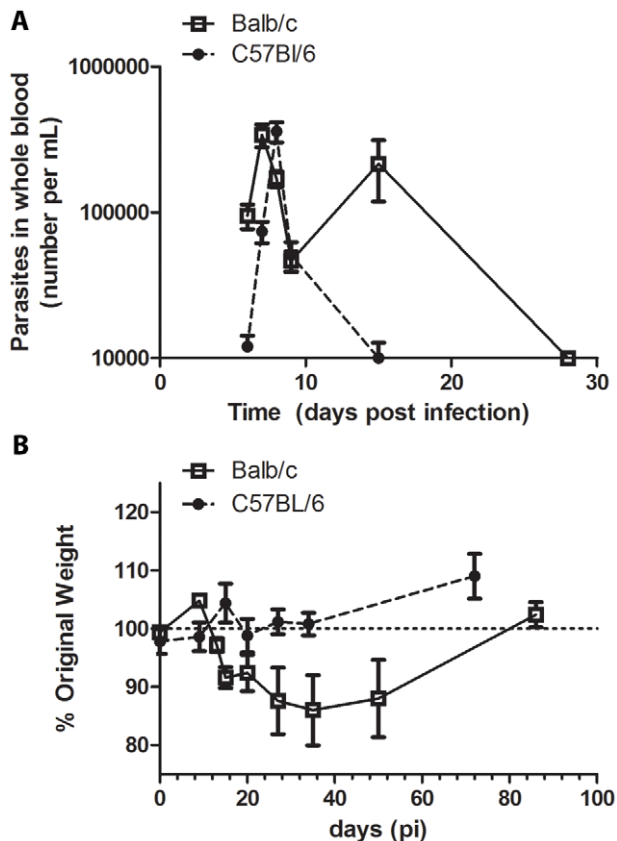 A
Balb/c
C57Bl/6
Parasites in whole blood
(number per mL)
1000000
100000
10000
0
10
20
30
Time (days post infection)
B
Balb/c
C57BL/6
% Original Weight
120
110
100
90
80
0
20
40
60
80
100
days (pi)